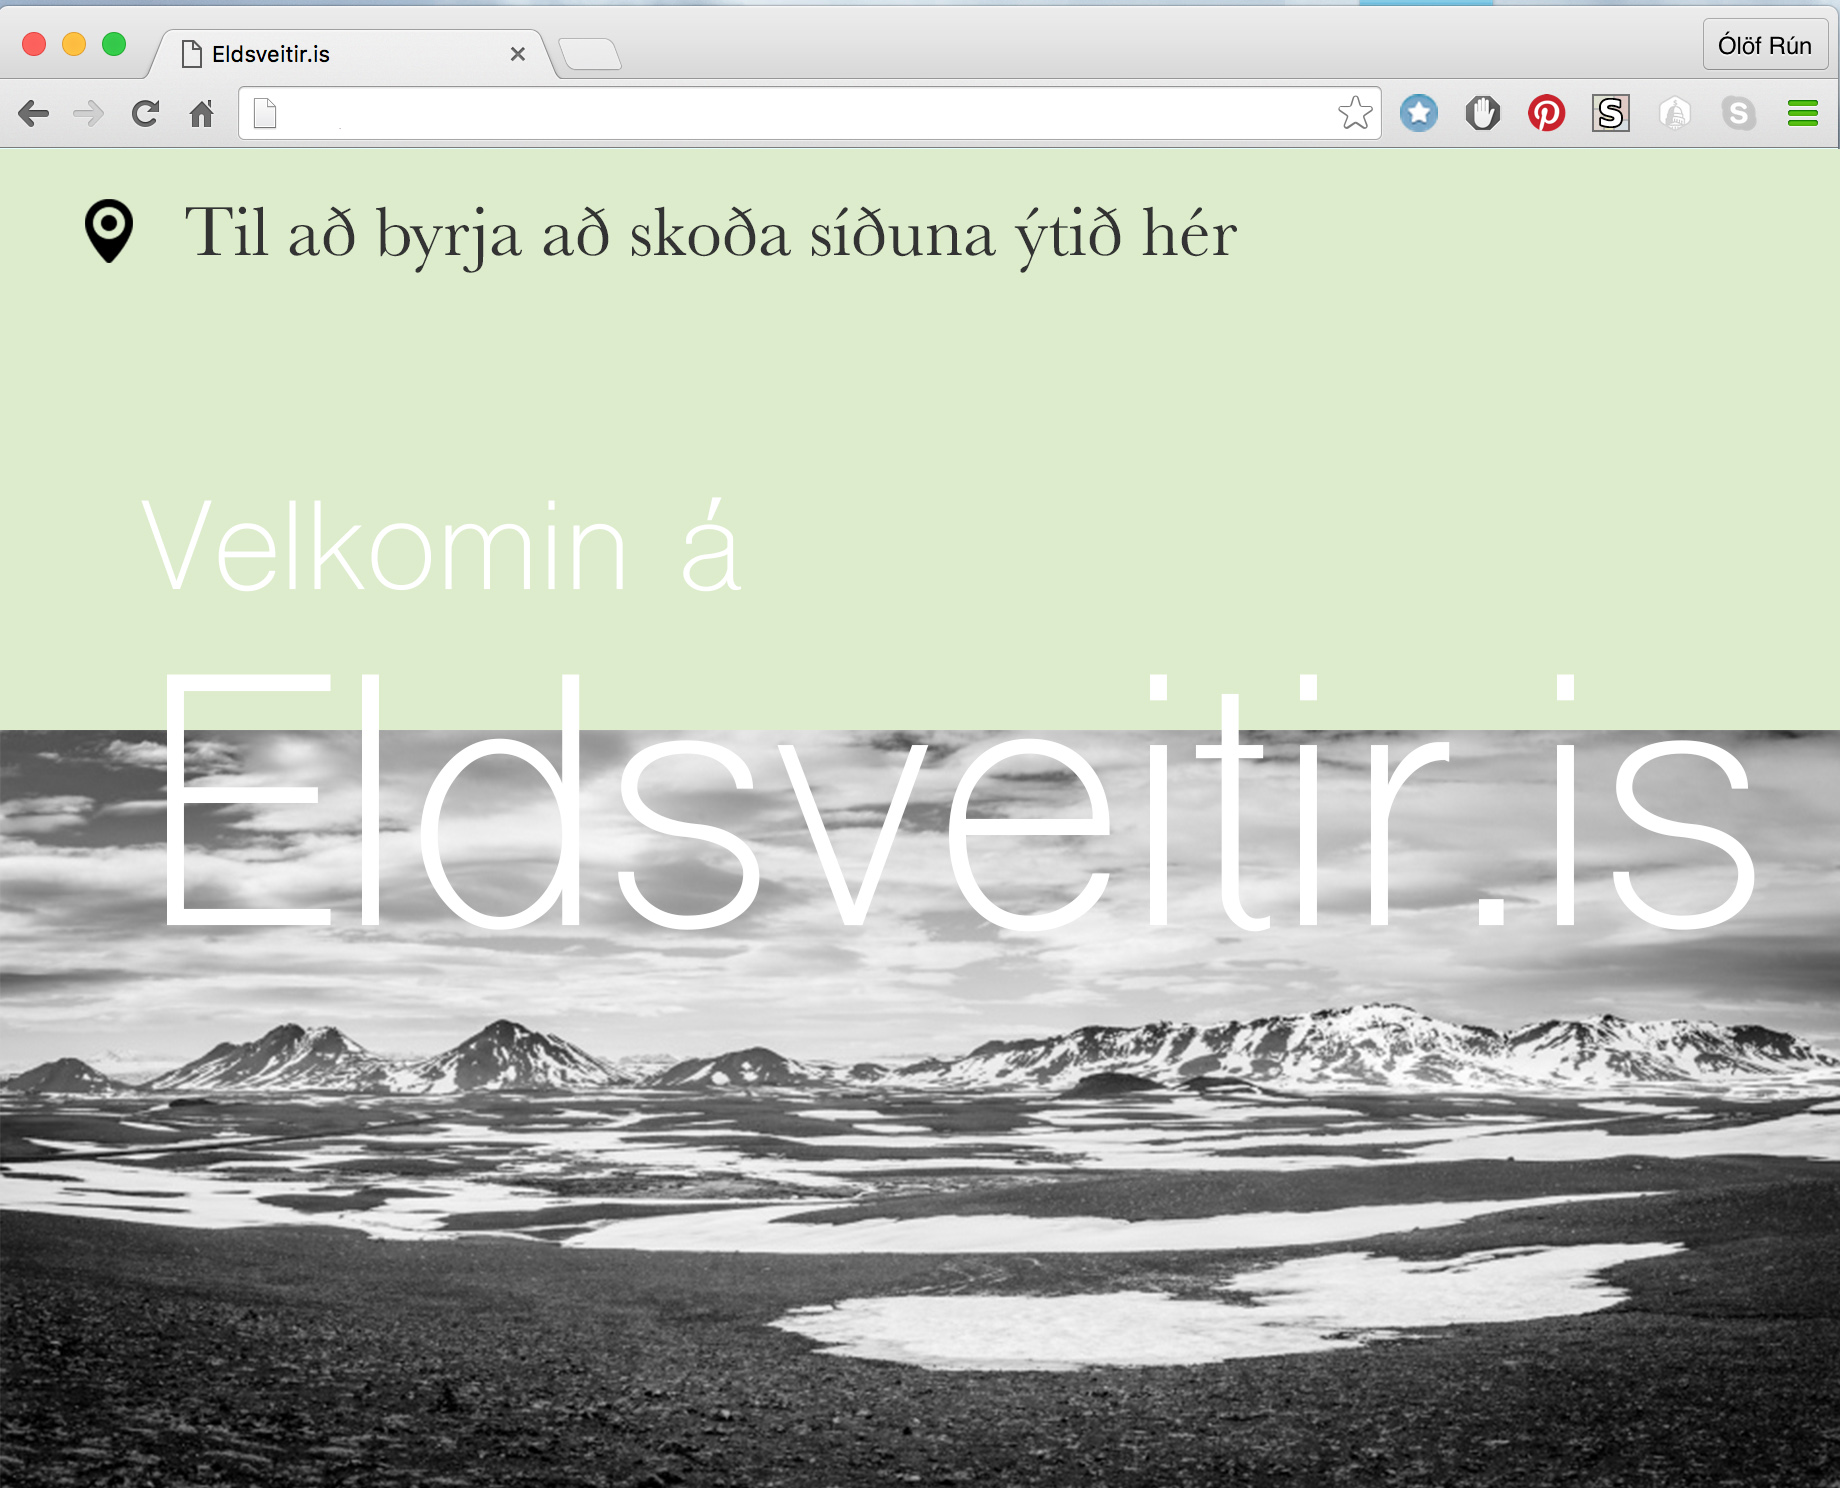 Eldsveitir.is
Ólöf Rún
Til að byrja að skoða síðuna ýtið hér
Velkomin á
Eldsveitir.is